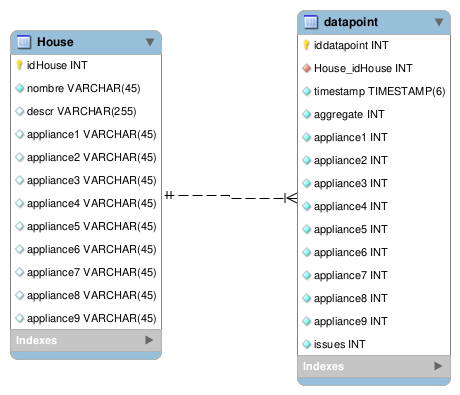 House
idHouse INT
nombre VARCHAR(45)
descr VARCHAR(255)
appliance1 VARCHAR(45)
appliance2 VARCHAR(45)
appliance3 VARCHAR(45)
appliance4 VARCHAR(45)
appliance5 VARCHAR(45)
appliance6 VARCHAR(45)
appliance7 VARCHAR(45)
appliance8 VARCHAR(45)
appliance9 VARCHAR(45)
Indexes
datapoint
iddatapoint INT
House_idHouse INT
timestamp TIMESTAMP(6)
aggregate INT
appliance1 INT
appliance2 INT
appliance3 INT
appliance4 INT
appliance5 INT
appliance6 INT
appliance7 INT
appliance8 INT
appliance9 INT
issues INT
Indexes